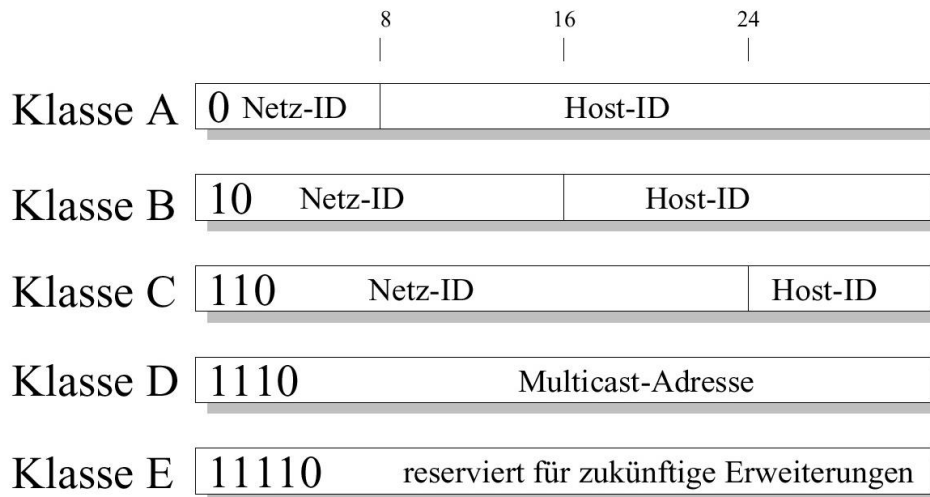 8 16 24
Klasse A 0 Netz-ID Host-ID
Klasse B 10 Netz-ID Host-ID
Klasse C 110 Netz-ID Host-ID
Klasse D 1110 Multicast-Adresse
Klasse E 11110 reserviert für zukünftige Erweiterungen